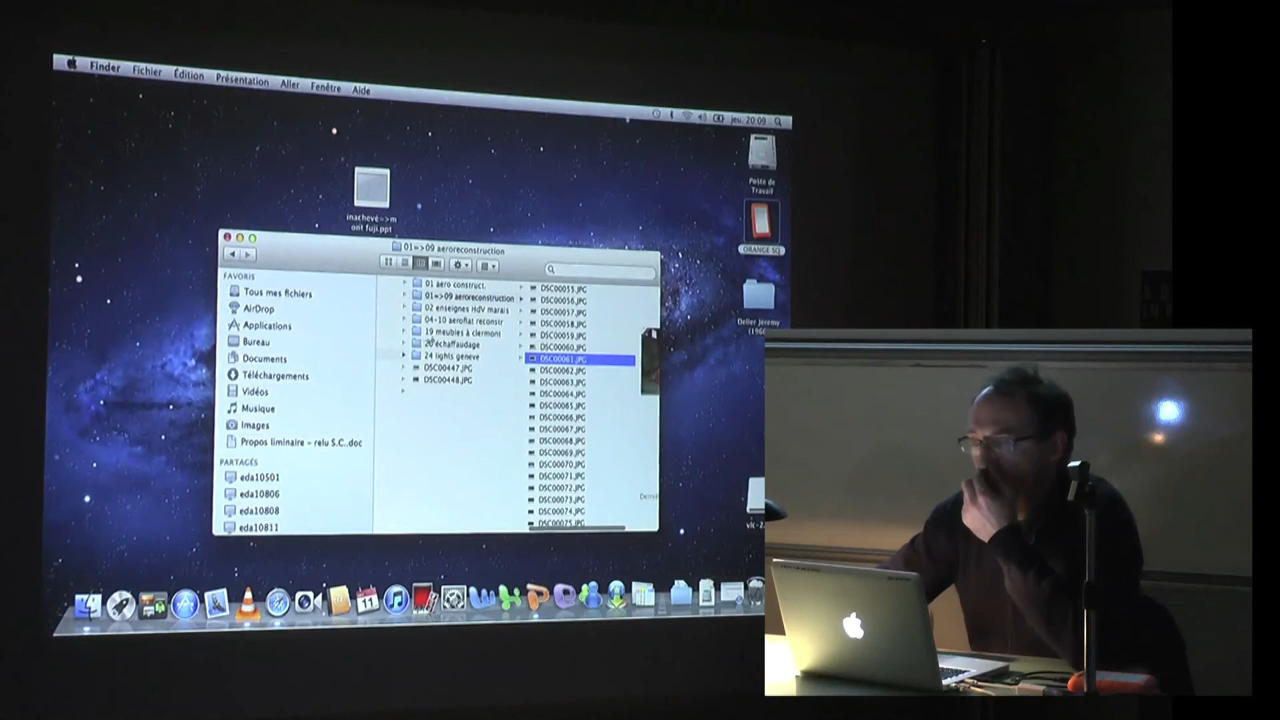 Finder Fichier Édition Présentation Aller Fenêtre Aide
jeu. 20:09
Poste de
Travail
inachevé=>m
ont fuji.ppt
ORANGE SQ
01=>09 aeroreconstruction
FAVORIS
Tous mes fichiers
AirDrop
Applications
Bureau
Documents
Téléchargements
Vidéos
Musique
Images
Propos liminaire - relu S.C..doc
PARTAGÉS
eda10501
eda10806
eda10808
eda10811
01 aero construct.
01=>09 aeroreconstruction
02 enseignes HdV marais
04-10 aeroflat reconstr
19 meubles à clermont
échaffaudage
24 lights geneve
DSC00447.JPG
DSC00448.JPG
DSC00055.JPG
DSC00056.JPG
DSC00057.JPG
DSC00058.JPG
DSC00059.JPG
DSC00060.JPG
DSC00061.JPG
DSC00062.JPG
DSC00063.JPG
DSC00064.JPG
DSC00065.JPG
DSC00066.JPG
DSC00067.JPG
DSC00068.JPG
DSC00069.JPG
DSC00070.JPG
DSC00071.JPG
DSC00072.JPG
DSC00073.JPG
DSC00074.JPG
DSC00075.JPG
Deller Jeremy
11